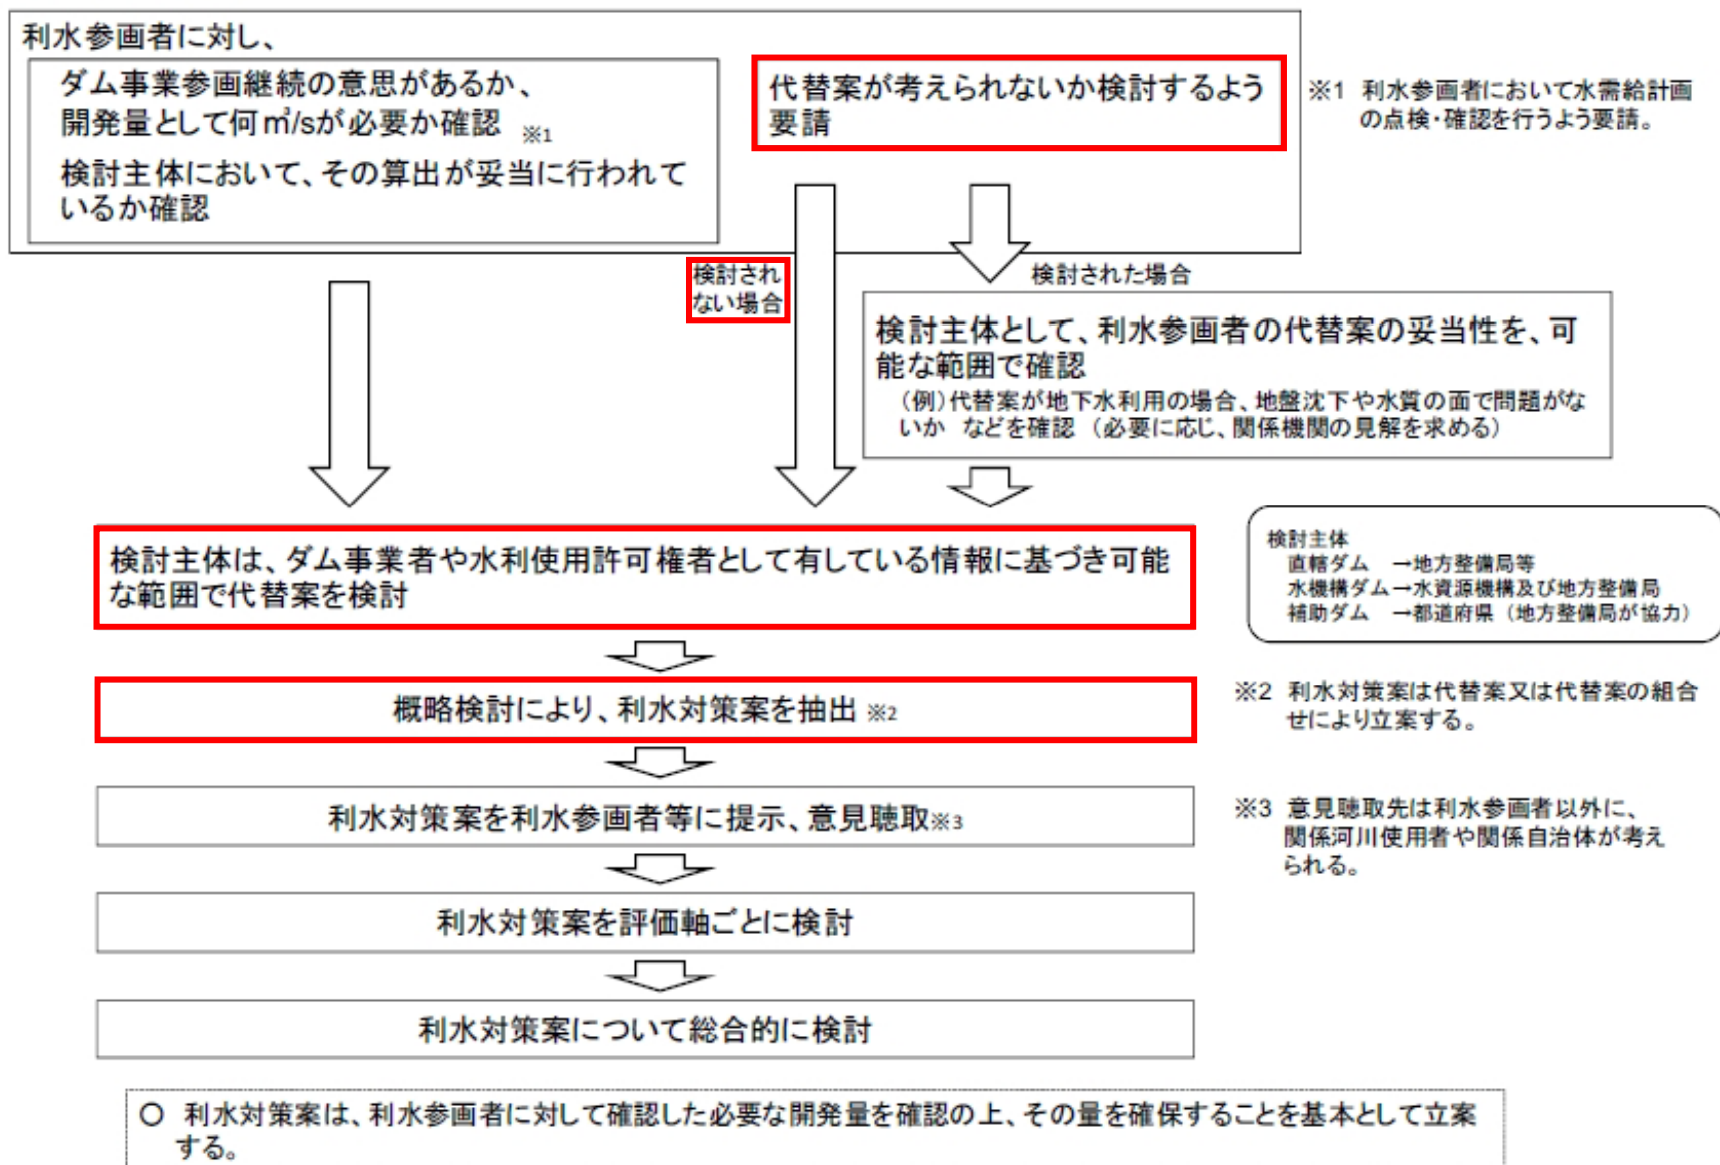 利水参画者に対し、
ダム事業参画継続の意思があるか、
開発量として何㎥/sが必要か確認 ※1
検討主体において、その算出が妥当に行われて
いるか確認
代替案が考えられないか検討するよう
要請
※1 利水参画者において水需給計画
の点検・確認を行うよう要請。
検討され
ない場合
検討された場合
検討主体として、利水参画者の代替案の妥当性を、可
能な範囲で確認
（例）代替案が地下水利用の場合、地盤沈下や水質の面で問題がな
いか などを確認 （必要に応じ、関係機関の見解を求める）
検討主体は、ダム事業者や水利使用許可権者として有している情報に基づき可能
な範囲で代替案を検討
検討主体
直轄ダム →地方整備局等
水機構ダム→水資源機構及び地方整備局
補助ダム →都道府県（地方整備局が協力）
概略検討により、利水対策案を抽出 ※2
※2 利水対策案は代替案又は代替案の組合
せにより立案する。
利水対策案を利水参画者等に提示、意見聴取※3
※3 意見聴取先は利水参画者以外に、
関係河川使用者や関係自治体が考え
られる。
利水対策案を評価軸ごとに検討
利水対策案について総合的に検討
○ 利水対策案は、利水参画者に対して確認した必要な開発量を確認の上、その量を確保することを基本として立案
する。